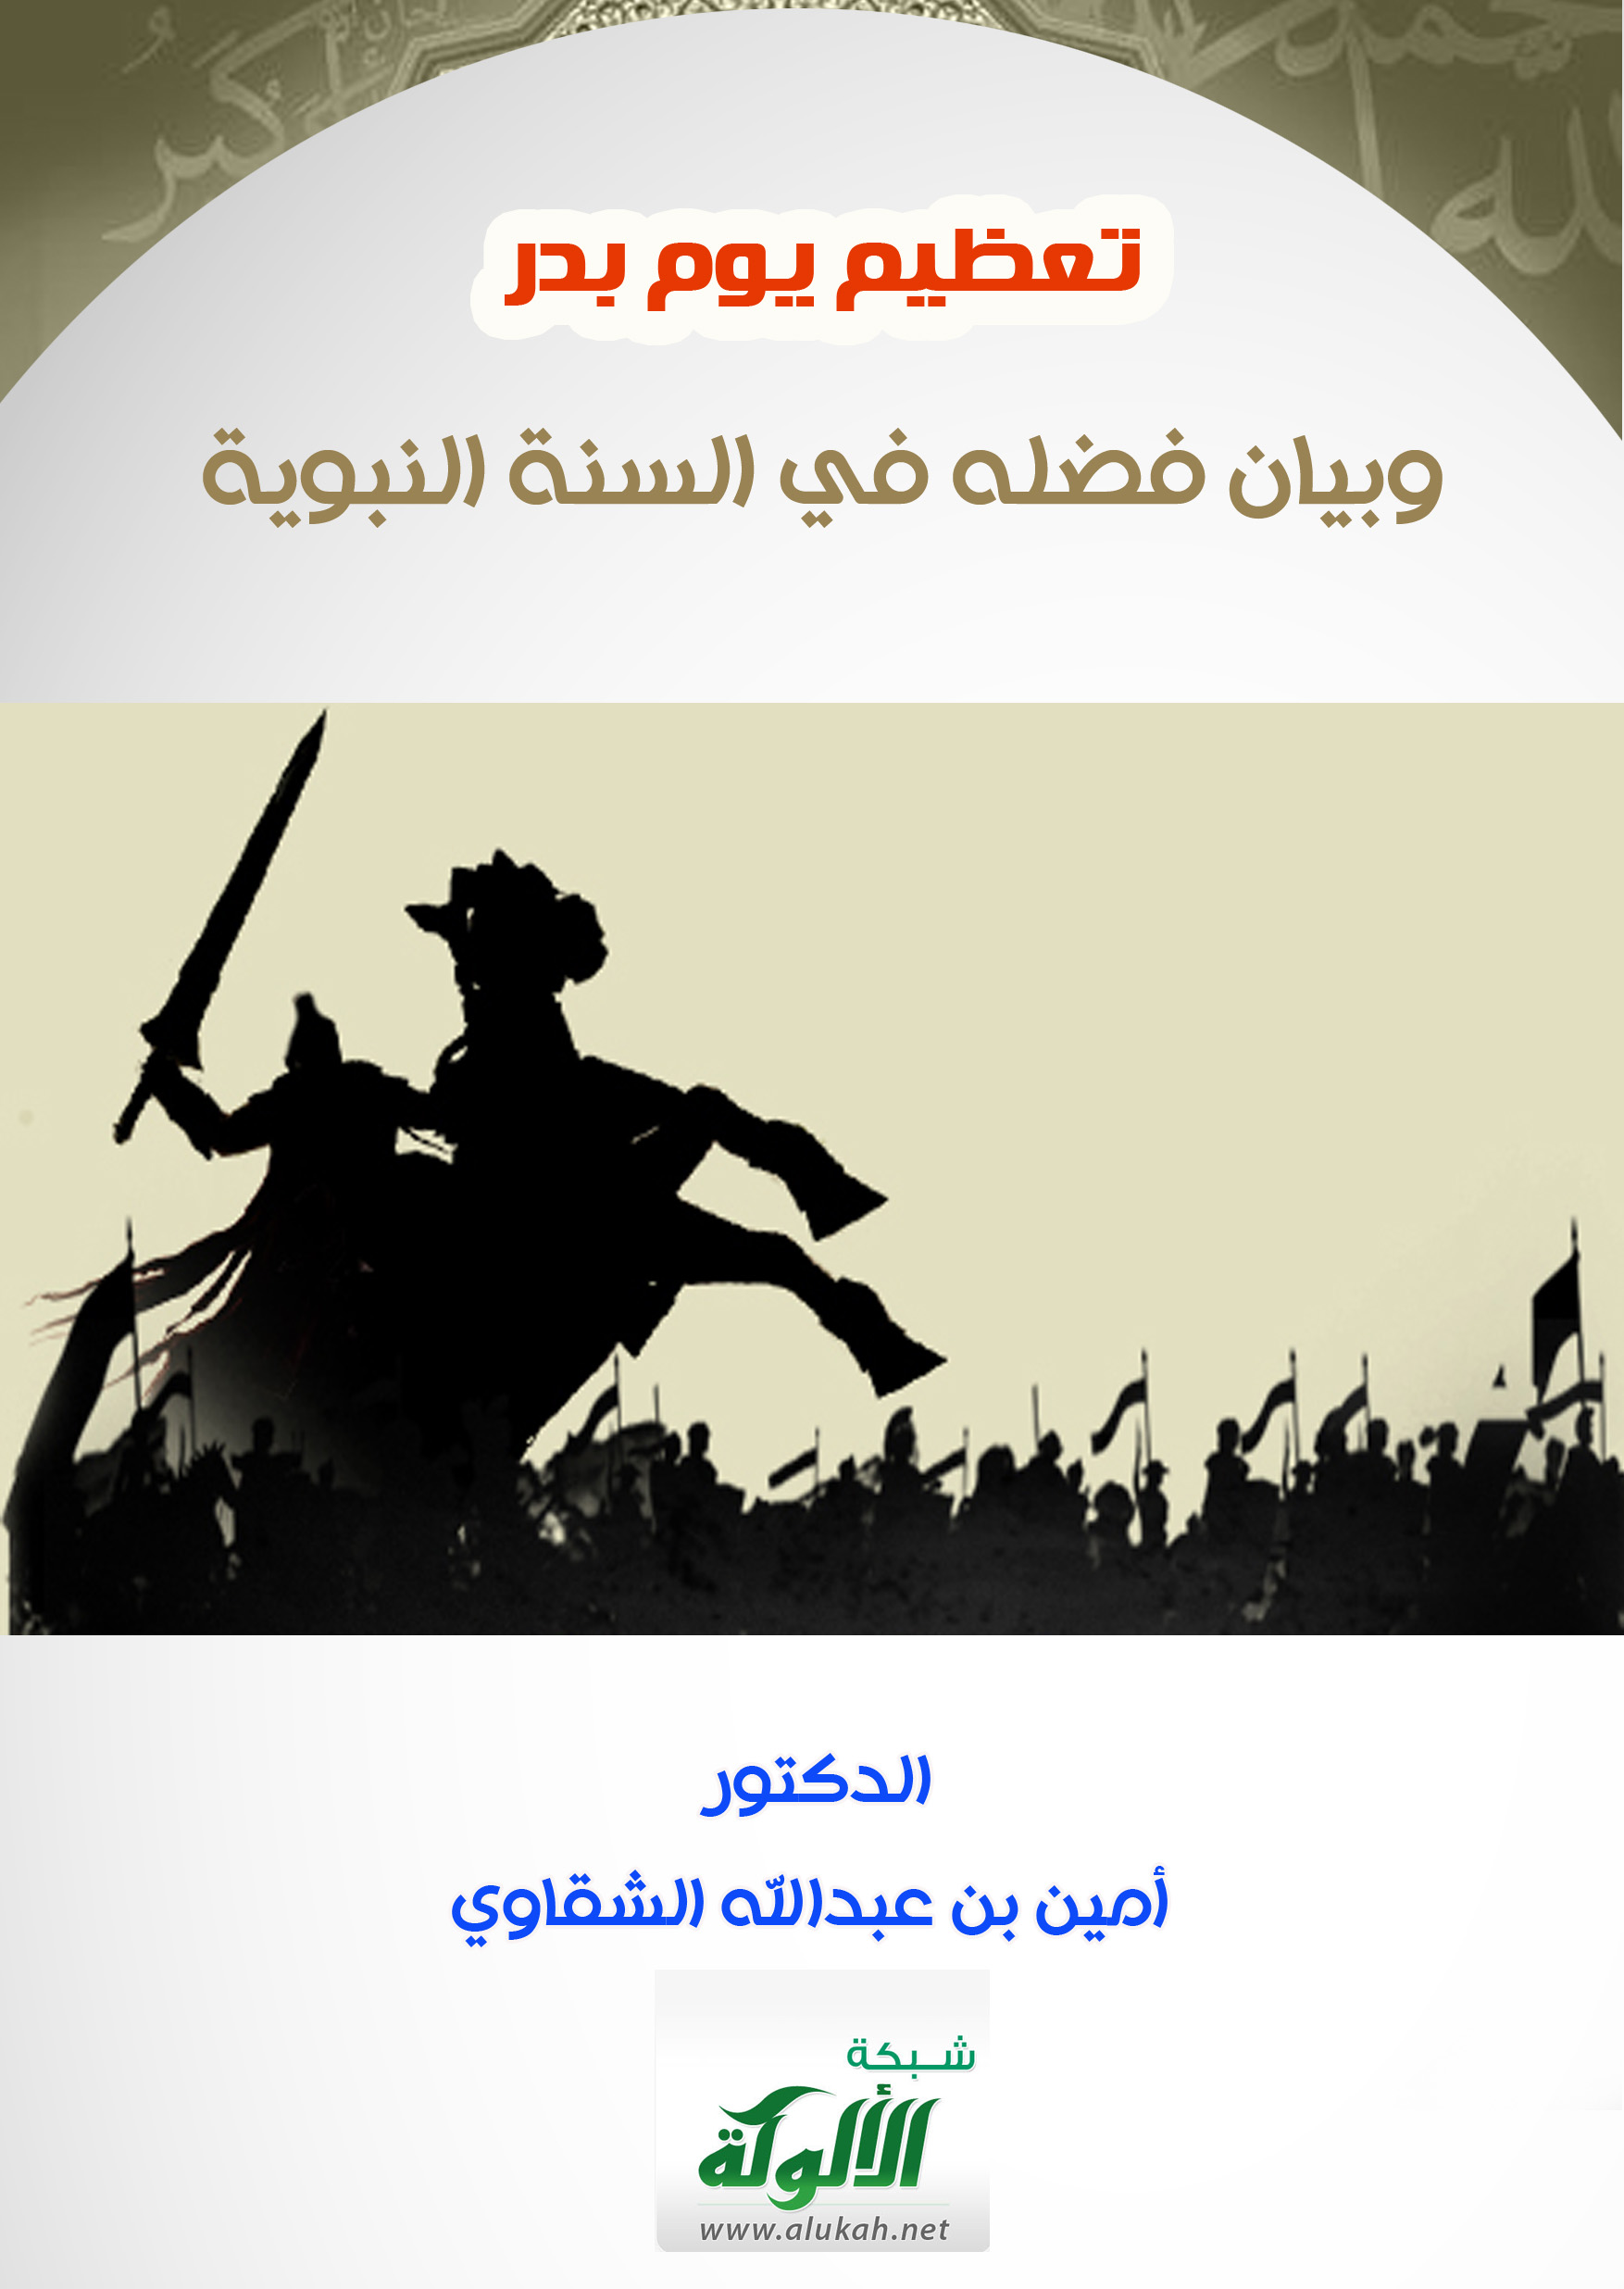 تعظيم يوم بدر
وبيان فضله في السنة النبوية
الدكتور
أمين بن عبدالله الشقاوي
شبكة
الألوكة
www.alukah.net